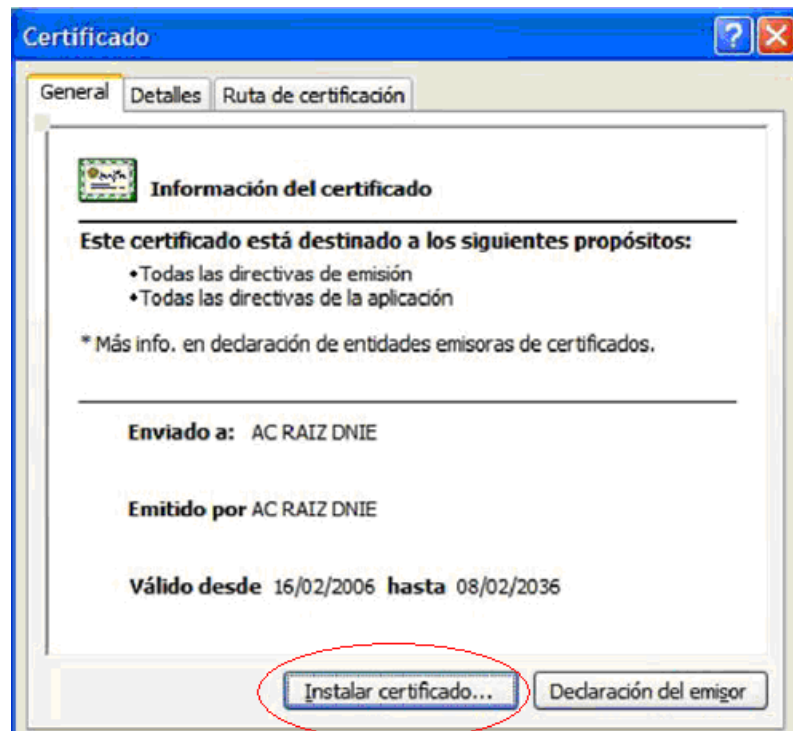 Certificado
General Detalles Ruta de certificación
Información del certificado
Este certificado está destinado a los siguientes propósitos:
•Todas las directivas de emisión
•Todas las directivas de la aplicación
* Más info. en declaración de entidades emisoras de certificados.
Enviado a: AC RAIZ DNIE
Emitido por AC RAIZ DNIE
Válido desde 16/02/2006 hasta 08/02/2036
Instalar certificado... Declaración del emisor